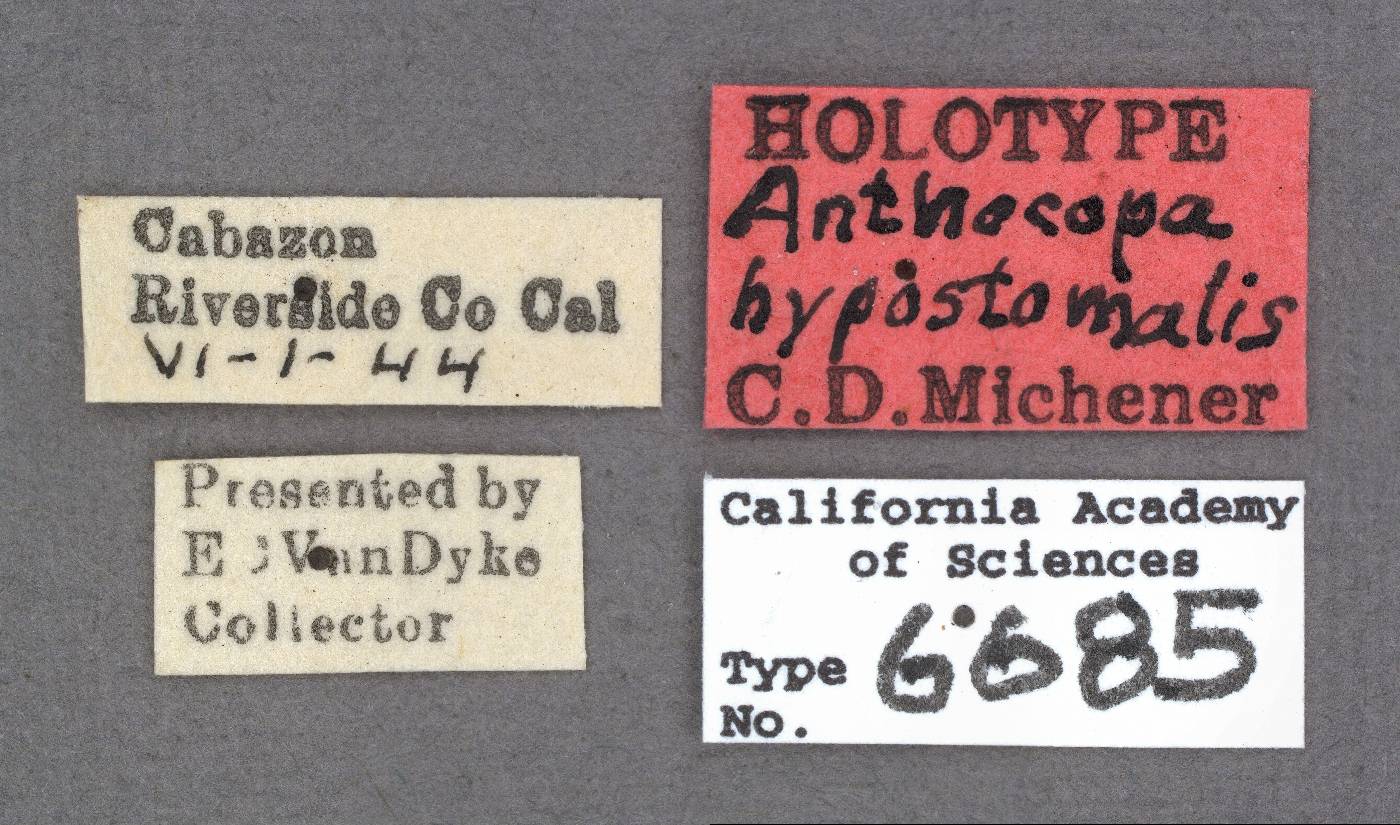 Cabazon
Riverside Co Cal
VI-1-44
Presented by
E C VanDyke
Collector
HOLOTYPE
Anthocopa
hypostomalis
C.D.Michener
California Academy
of Sciences
Type
No. 6685